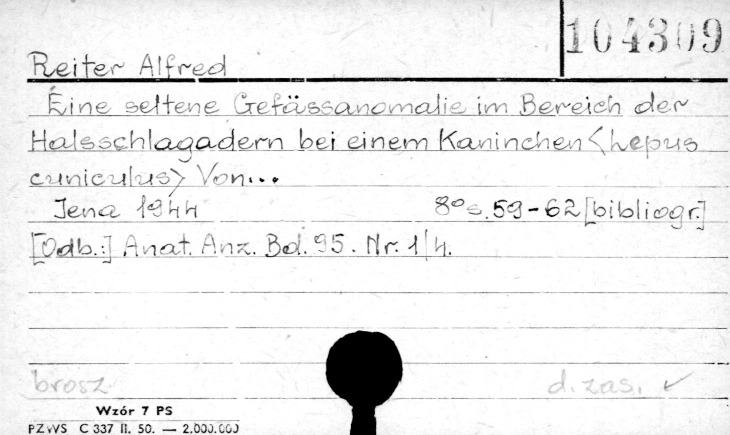 104309
Reiter Alfred
Eine seltene Gefässanomalie im Bereich der
Halsschlagadern bei einem Kaninchen <Lepus
cuniculus> Von...
Jena 1944 8° s. 59-62 [bibliogr.]
[Odb.:] Anat. Anz. Bd. 95. Nr. 1/4.
brosz d. zas. ✓
Wzór 7 PS
PZWS C 337 II. 50. — 2.000.000